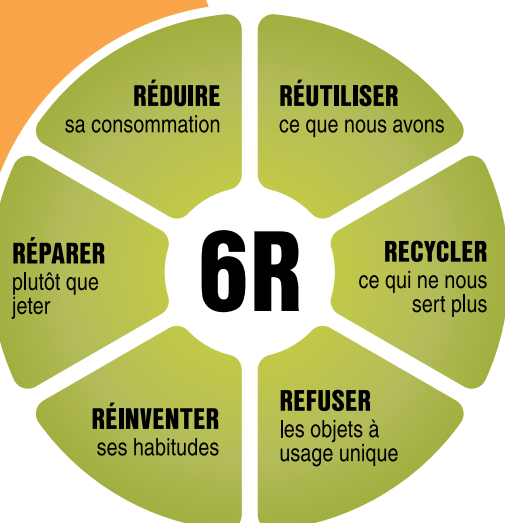 RÉDUIRE
sa consommation
RÉUTILISER
ce que nous avons
RÉPARER
plutôt que
jeter
6R
RECYCLER
ce qui ne nous
sert plus
RÉINVENTER
ses habitudes
REFUSER
les objets à
usage unique